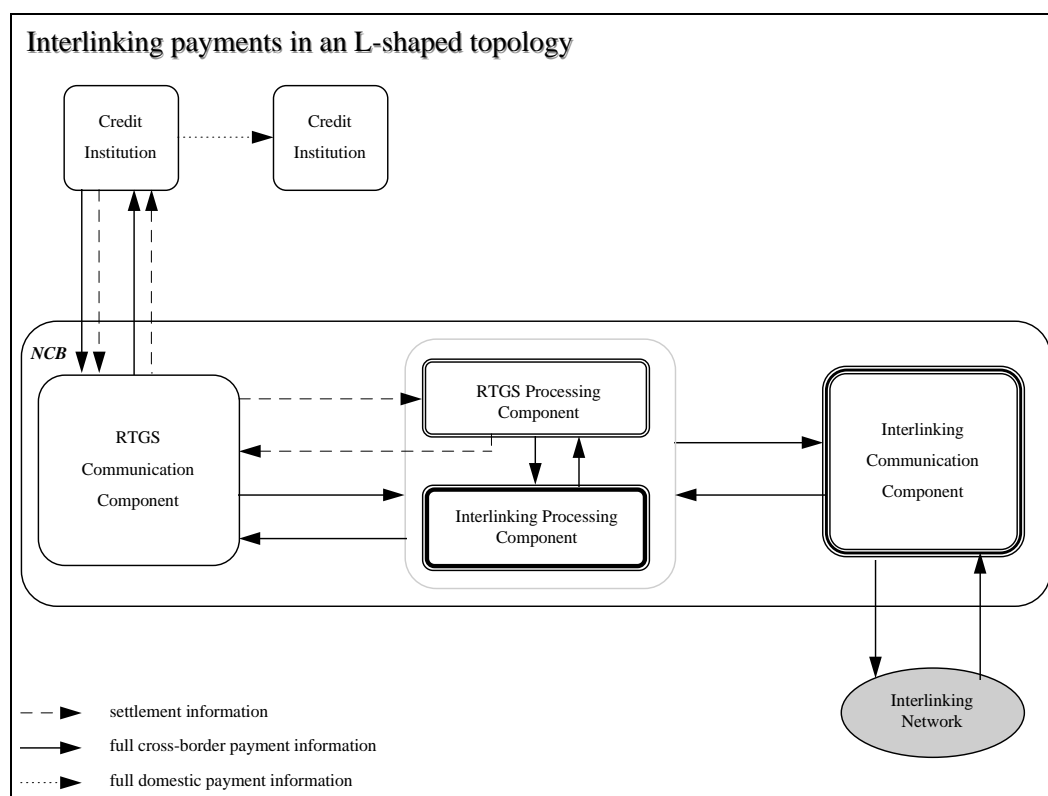 Interlinking payments in an L-shaped topology
Credit
Institution
Credit
Institution
NCB
RTGS
Communication
Component
RTGS Processing
Component
Interlinking Processing
Component
Interlinking
Communication
Component
Interlinking
Network
settlement information
full cross-border payment information
full domestic payment information